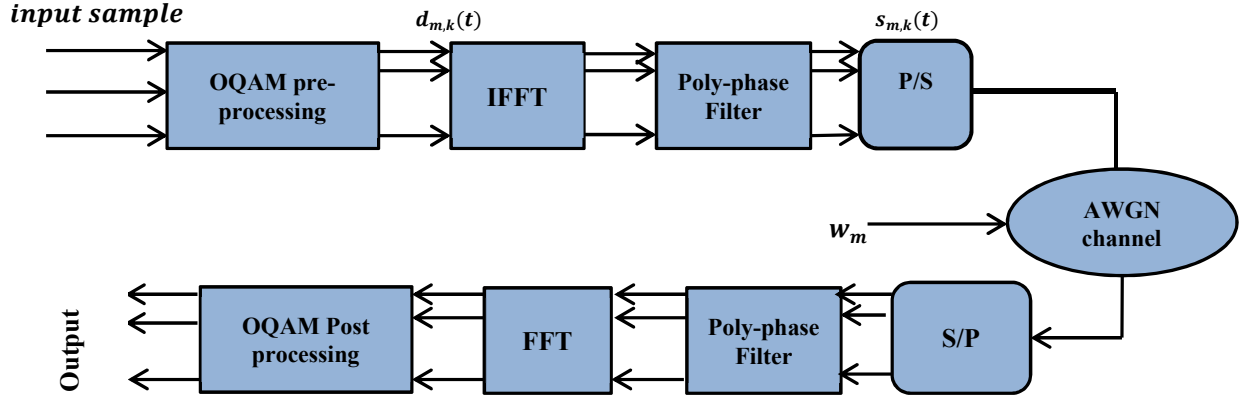 input sample
d_{m,k}(t)
s_{m,k}(t)
OQAM pre-
processing
IFFT
Poly-phase
Filter
P/S
AWGN
channel
w_m
Output
OQAM Post
processing
FFT
Poly-phase
Filter
S/P